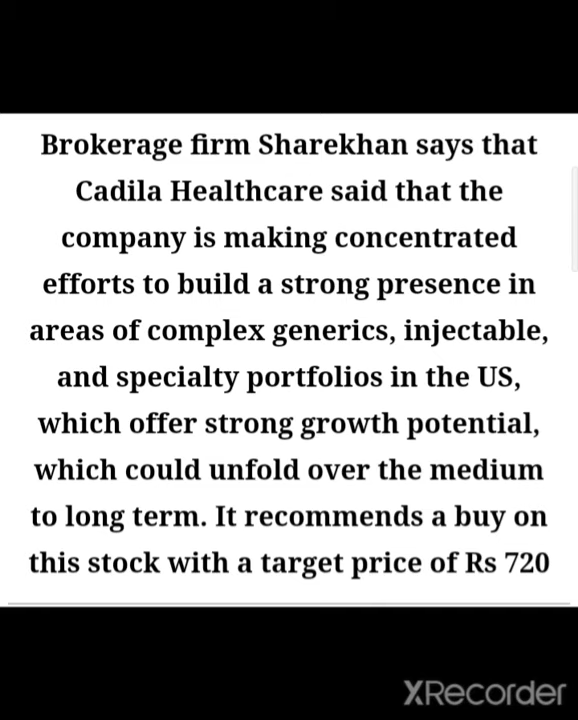 Brokerage firm Sharekhan says that
Cadila Healthcare said that the
company is making concentrated
efforts to build a strong presence in
areas of complex generics, injectable,
and specialty portfolios in the US,
which offer strong growth potential,
which could unfold over the medium
to long term. It recommends a buy on
this stock with a target price of Rs 720
XRecorder